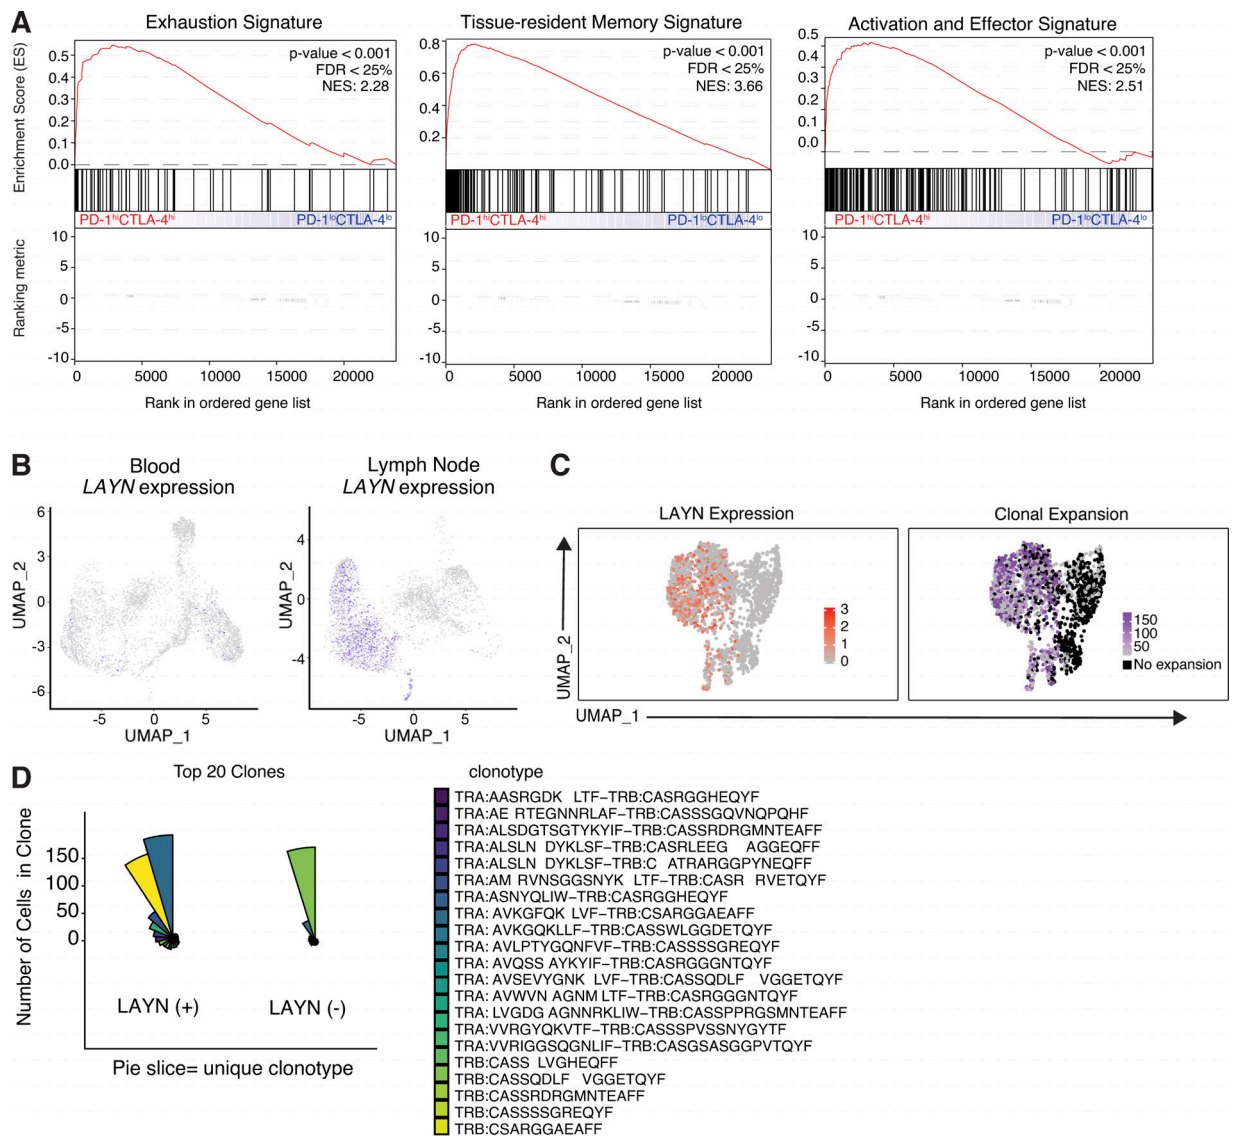 A
Exhaustion Signature
Tissue-resident Memory Signature
Activation and Effector Signature
Enrichment Score (ES)
0.5
0.4
0.3
0.2
0.1
0.0
p-value < 0.001
FDR < 25%
NES: 2.28
0.8
0.6
0.4
0.2
p-value < 0.001
FDR < 25%
NES: 3.66
0.5
0.4
0.3
0.2
0.1
0.0
p-value < 0.001
FDR < 25%
NES: 2.51
PD-1hiCTLA-4hi
PD-1loCTLA-4lo
PD-1hiCTLA-4hi
PD-1loCTLA-4lo
PD-1hiCTLA-4hi
PD-1loCTLA-4lo
Ranking metric
10
5
0
-5
-10
10
5
0
-5
-10
10
5
0
-5
-10
0 5000 10000 15000 20000
0 5000 10000 15000 20000
0 5000 10000 15000 20000
Rank in ordered gene list
Rank in ordered gene list
Rank in ordered gene list
B
Blood
LAYN expression
Lymph Node
LAYN expression
UMAP_2
6
3
0
-3
-6
-5 0 5
UMAP_1
UMAP_2
4
0
-4
-5 0 5
UMAP_1
C
LAYN Expression
Clonal Expansion
3
2
1
0
150
100
50
No expansion
UMAP_2
UMAP_1
D
Top 20 Clones
Number of Cells in Clone
150
100
50
0
LAYN (+)
LAYN (-)
Pie slice= unique clonotype
clonotype
TRA:AASRGDK LTF–TRB:CASRGGHEQYF
TRA:AE RTEGNNRLAF–TRB:CASSSGQVNQPQHF
TRA:ALSDGTSGTYKYIF–TRB:CASSRDRGMNTEAFF
TRA:ALSLN DYKLSF–TRB:CASRLEEG AGGEQFF
TRA:ALSLN DYKLSF–TRB:C ATRARGGPYNEQFF
TRA:AM RVNSGGSNYK LTF–TRB:CASR RVETQYF
TRA:ASNYQLIW–TRB:CASRGGHEQYF
TRA: AVKGFQK LVF–TRB:CSARGGAEAFF
TRA: AVKGQKLLF–TRB:CASSWLGGDETQYF
TRA: AVLPTYGQNFVF–TRB:CASSSSGREQYF
TRA: AVQSS AYKYIF–TRB:CASRGGGNTQYF
TRA: AVSEVYGNK LVF–TRB:CASSQDLF VGGETQYF
TRA: AVWVN AGNM LTF–TRB:CASRGGGNTQYF
TRA: LVGDG AGNNRKLIW–TRB:CASSPPRGSMNTEAFF
TRA:VVRGYQKVTF–TRB:CASSSPVSSNYGYTF
TRA:VVRIGGSQGNLIF–TRB:CASGSASGGPVTQYF
TRB:CASS LVGHEQFF
TRB:CASSQDLF VGGETQYF
TRB:CASSRDRGMNTEAFF
TRB:CASSSSGREQYF
TRB:CSARGGAEAFF